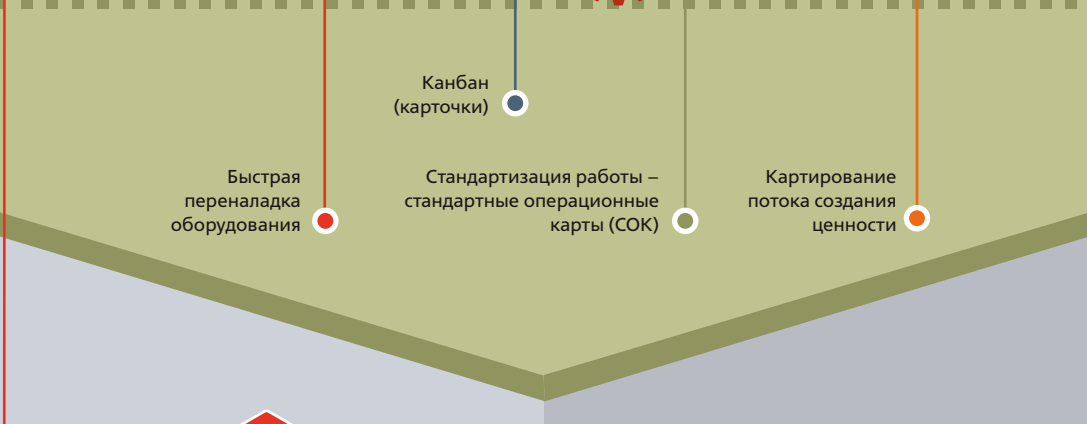 Канбан
(карточки)
Быстрая
переналадка
оборудования
Стандартизация работы –
стандартные операционные
карты (СОК)
Картирование
потока создания
ценности